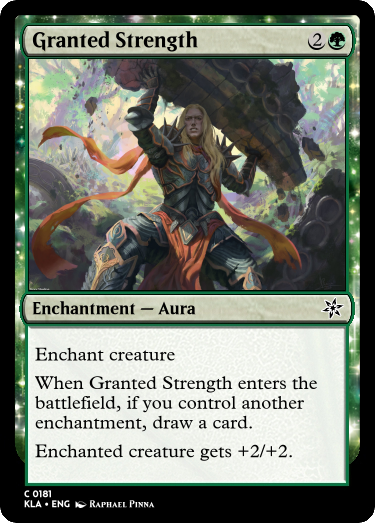 Granted Strength 2
Enchantment — Aura
Enchant creature
When Granted Strength enters the
battlefield, if you control another
enchantment, draw a card.
Enchanted creature gets +2/+2.
C 0181
KLA • ENG Raphael Pinna